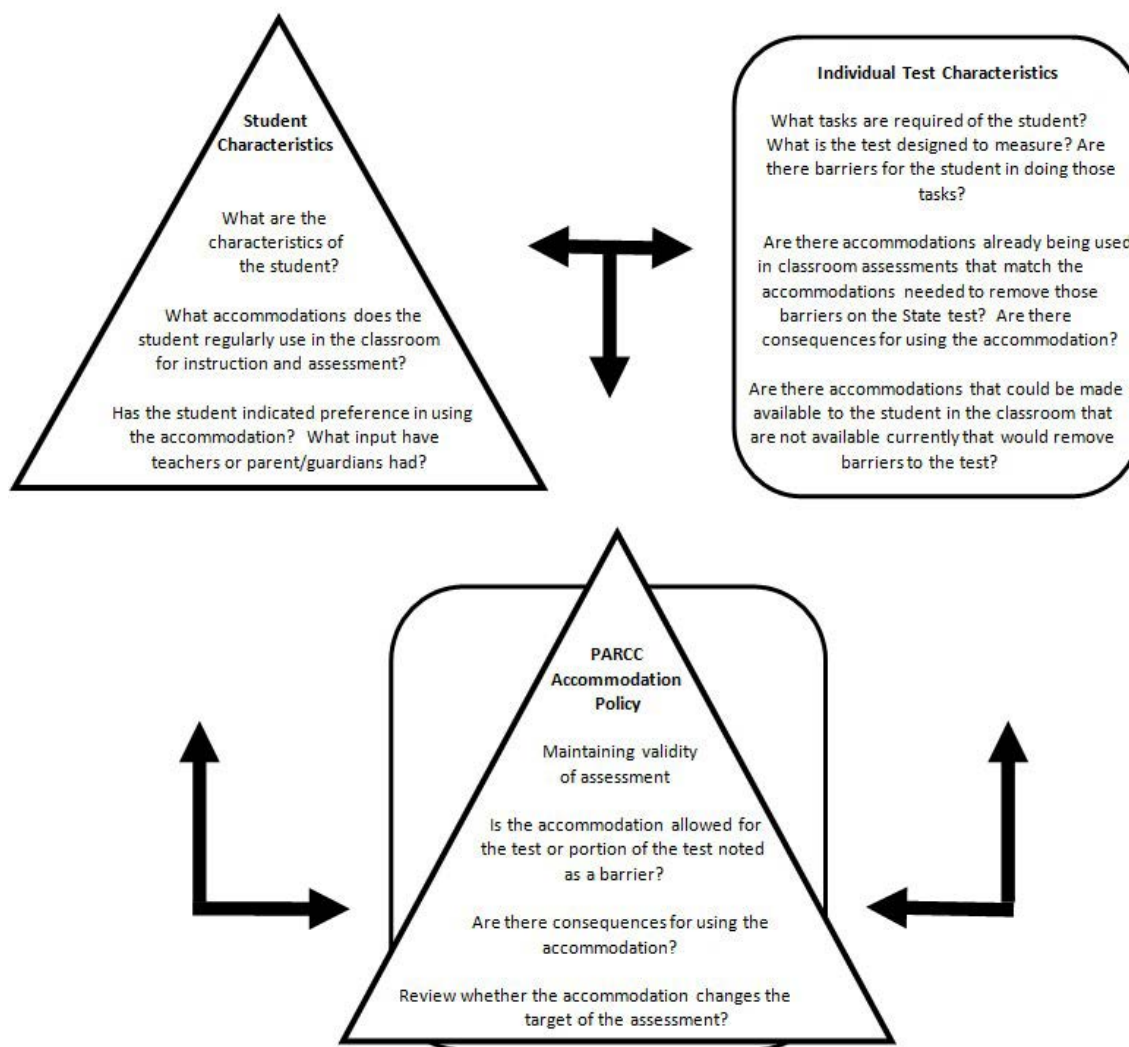 Student
Characteristics
What are the
characteristics of
the student?
What accommodations does the
student regularly use in the classroom
for instruction and assessment?
Has the student indicated preference in using
the accommodation? What input have
teachers or parent/guardians had?
Individual Test Characteristics
What tasks are required of the student?
What is the test designed to measure? Are
there barriers for the student in doing those
tasks?
Are there accommodations already being used
in classroom assessments that match the
accommodations needed to remove those
barriers on the State test? Are there
consequences for using the accommodation?
Are there accommodations that could be made
available to the student in the classroom that
are not available currently that would remove
barriers to the test?
PARCC
Accommodation
Policy
Maintaining validity
of assessment
Is the accommodation allowed for
the test or portion of the test noted
as a barrier?
Are there consequences for using the
accommodation?
Review whether the accommodation changes the
target of the assessment?